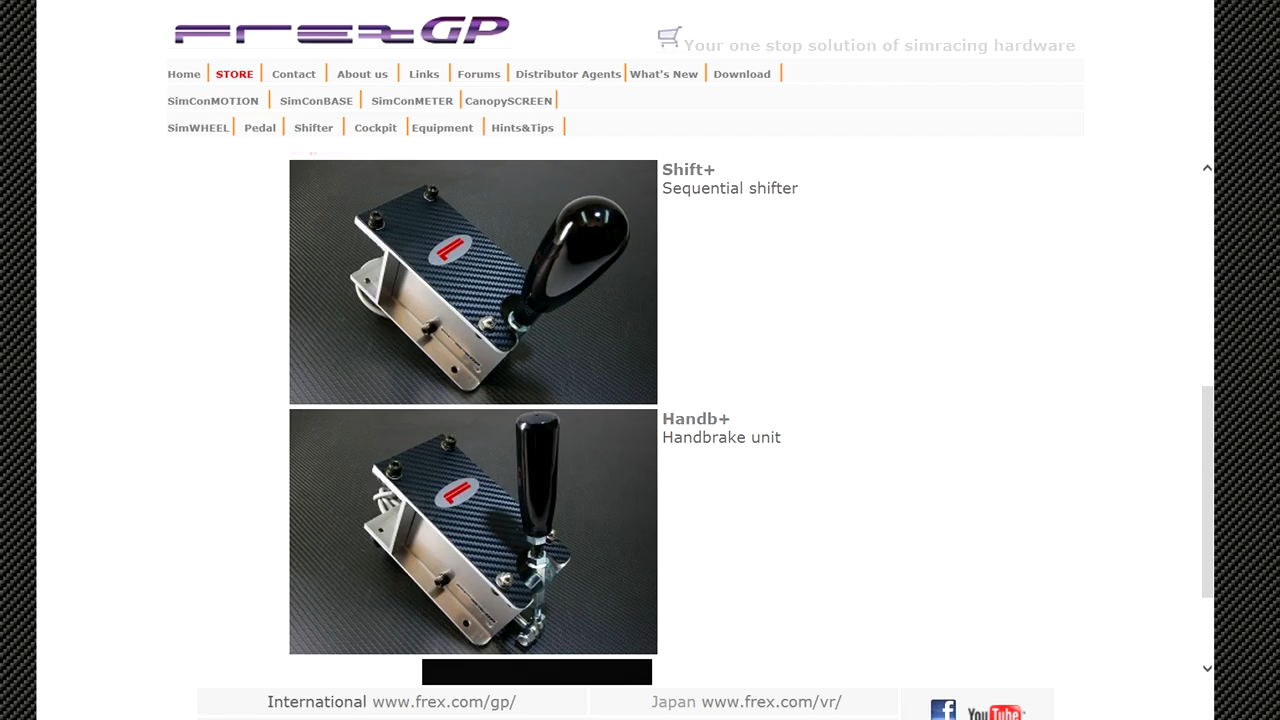 FrexGP
Your one stop solution of simracing hardware
Home STORE Contact About us Links Forums Distributor Agents What's New Download
SimConMOTION SimConBASE SimConMETER CanopySCREEN
SimWHEEL Pedal Shifter Cockpit Equipment Hints&Tips
Shift+
Sequential shifter
Handb+
Handbrake unit
International www.frex.com/gp/ Japan www.frex.com/vr/
f YouTube